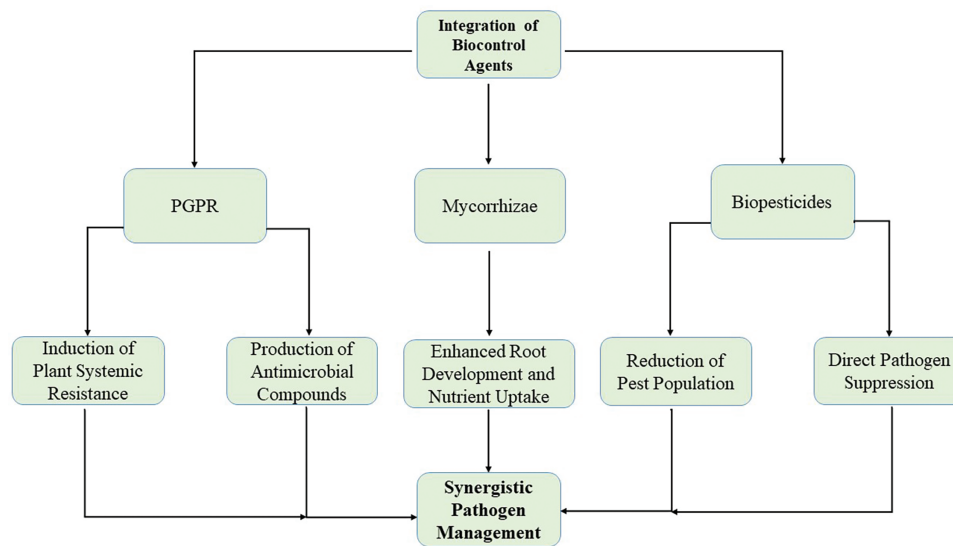 Integration of
Biocontrol
Agents
PGPR
Mycorrhizae
Biopesticides
Induction of
Plant Systemic
Resistance
Production of
Antimicrobial
Compounds
Enhanced Root
Development and
Nutrient Uptake
Reduction of
Pest Population
Direct Pathogen
Suppression
Synergistic
Pathogen
Management